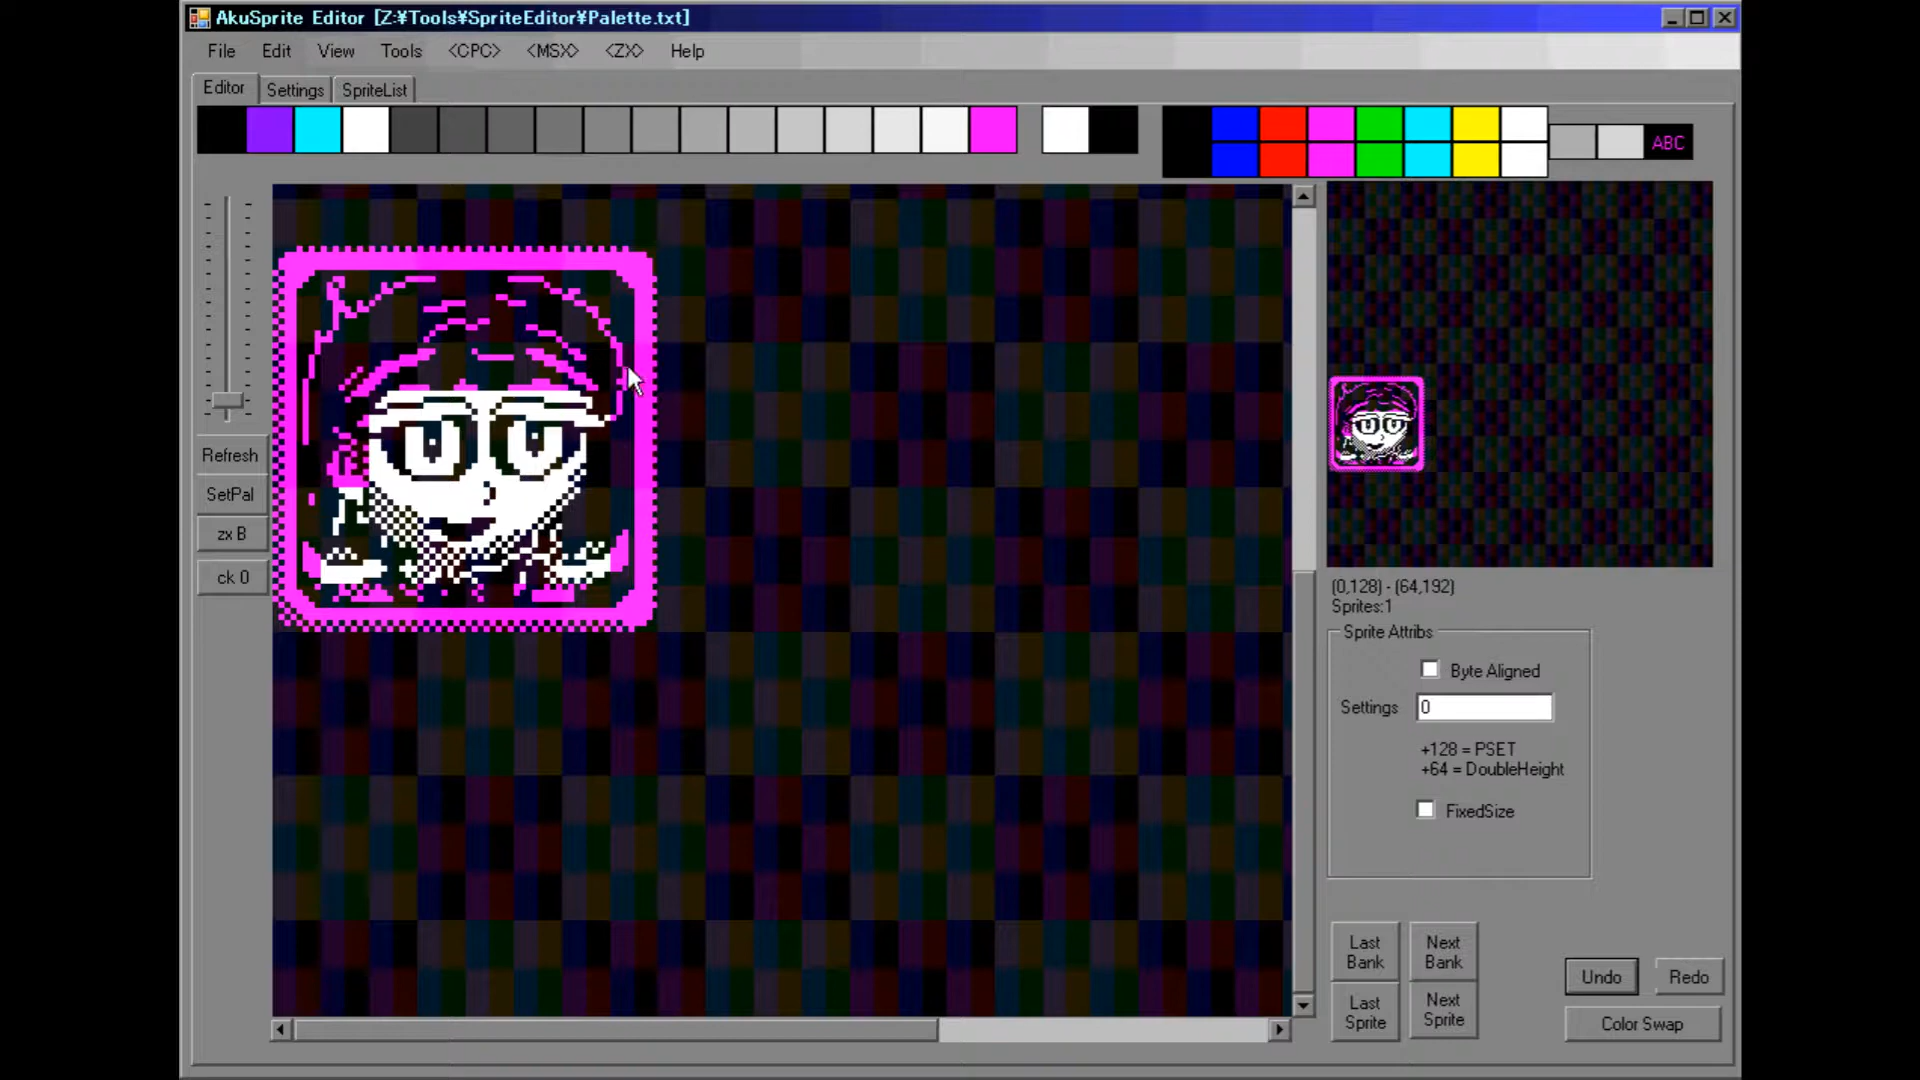 AkuSprite Editor [Z:¥Tools¥SpriteEditor¥Palette.txt]
File Edit View Tools <CPC> <MSX> <ZX> Help
Editor Settings SpriteList
ABC
Refresh
SetPal
zx B
ck 0
(0,128) - (64,192)
Sprites:1
Sprite Attribs
Byte Aligned
Settings 0
+128 = PSET
+64 = DoubleHeight
FixedSize
Last Bank
Next Bank
Last Sprite
Next Sprite
Undo Redo
Color Swap